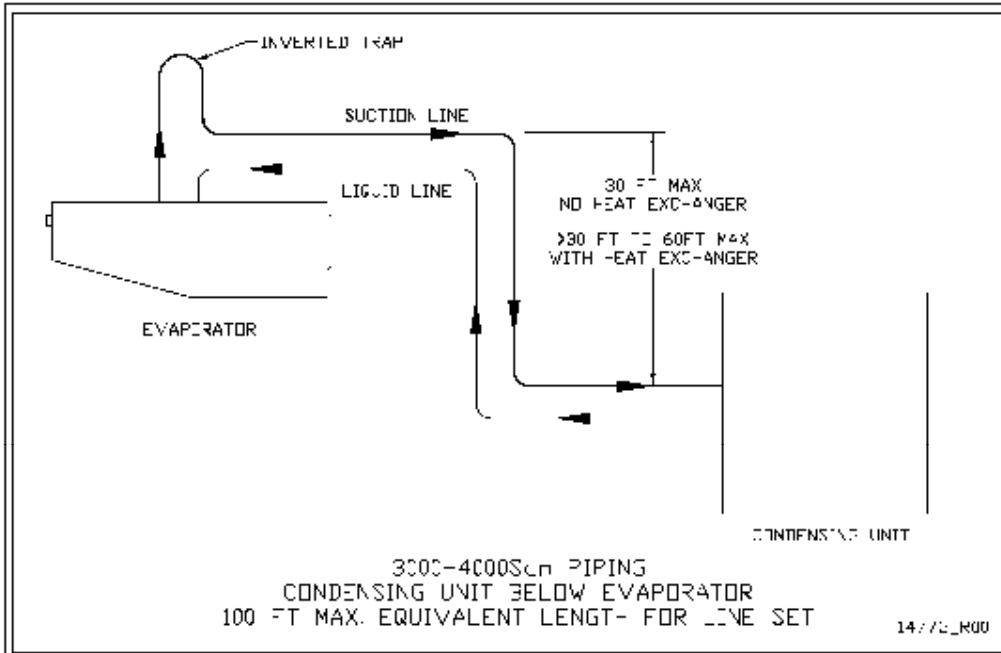 INVERTED TRAP
SUCTION LINE
LIQUID LINE
30 FT MAX
NO HEAT EXCHANGER
>30 FT TO 60FT MAX
WITH HEAT EXCHANGER
EVAPORATOR
CONDENSING UNIT
PIPING
CONDENSING UNIT BELOW EVAPORATOR
100 FT MAX. EQUIVALENT LENGTH FOR LINE SET